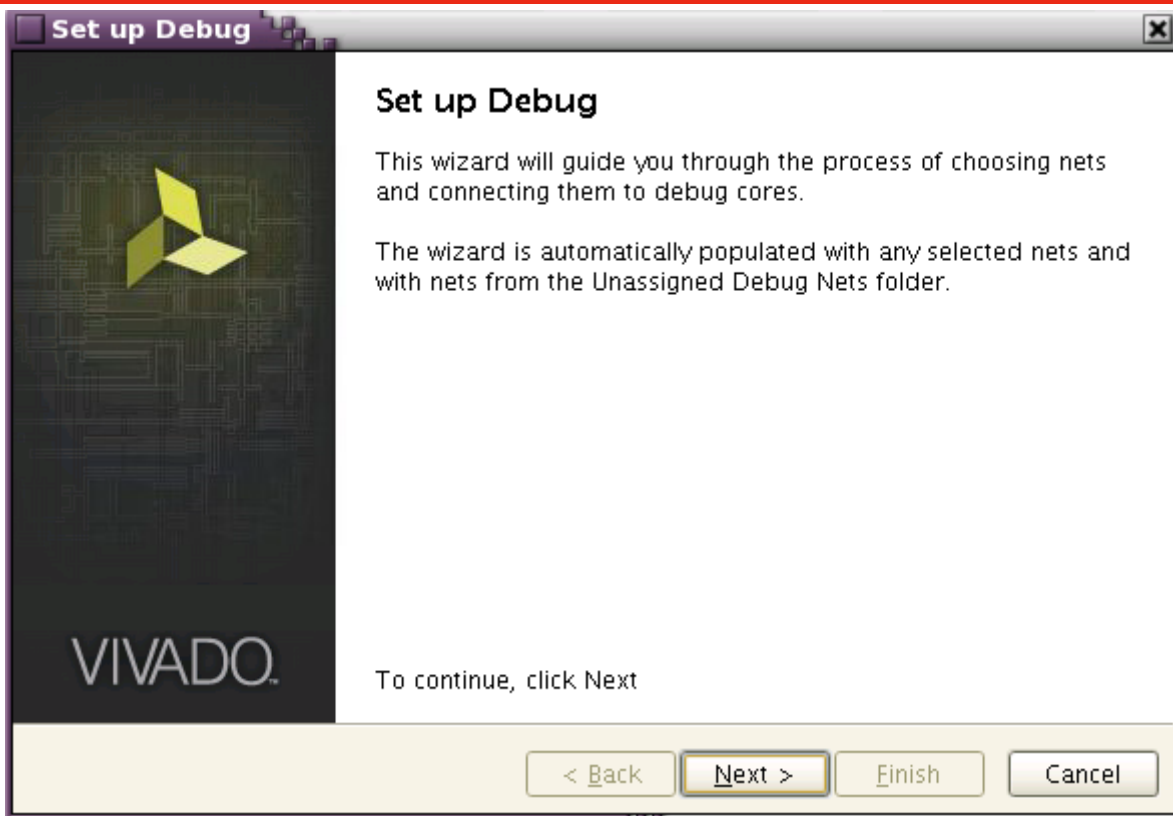 Set up Debug
Set up Debug
This wizard will guide you through the process of choosing nets
and connecting them to debug cores.
The wizard is automatically populated with any selected nets and
with nets from the Unassigned Debug Nets folder.
VIVADO™
To continue, click Next
< Back Next > Finish Cancel